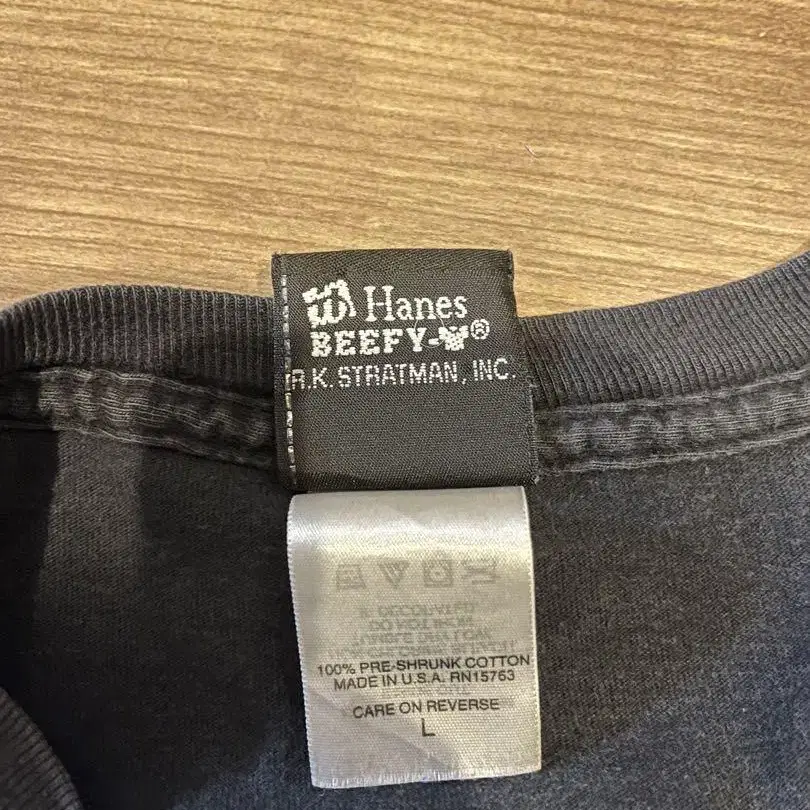 Hanes
BEEFY-®
R.K. STRATMAN, INC.
100% PRE-SHRUNK COTTON
MADE IN U.S.A. RN15763
CARE ON REVERSE
L